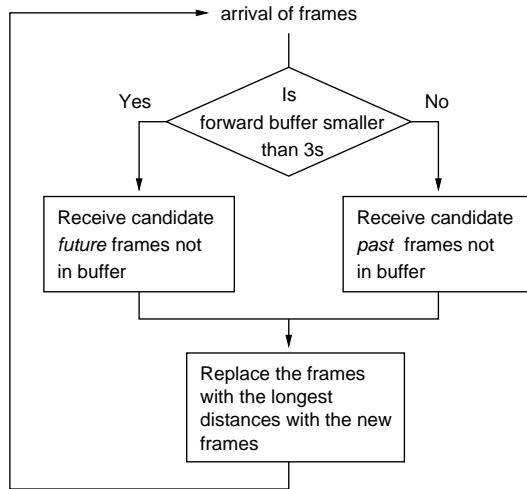 arrival of frames
Is
forward buffer smaller
than 3s
Yes
No
Receive candidate
future frames not
in buffer
Receive candidate
past frames not
in buffer
Replace the frames
with the longest
distances with the new
frames